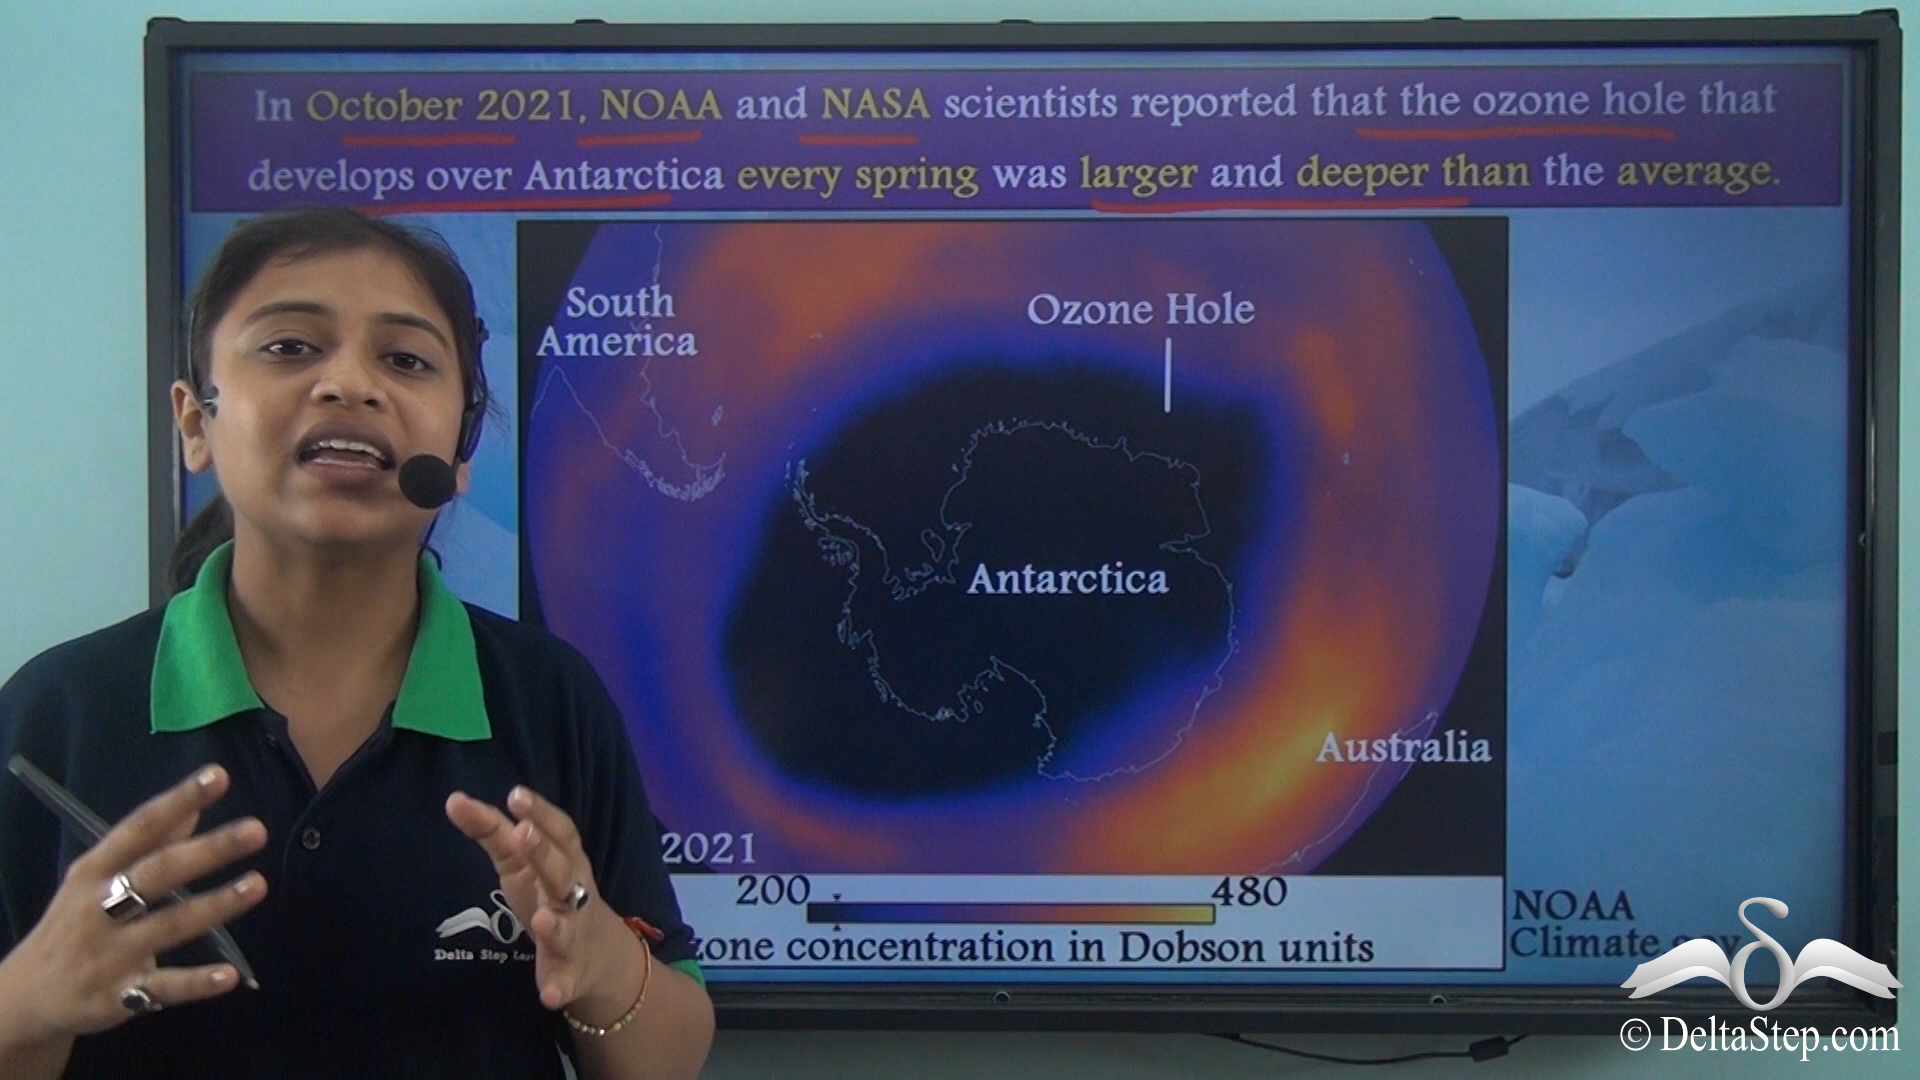 In October 2021, NOAA and NASA scientists reported that the ozone hole that
develops over Antarctica every spring was larger and deeper than the average.
South
America
Ozone Hole
Antarctica
Australia
2021
200 480
zone concentration in Dobson units
NOAA
Climate
Delta Step
© DeltaStep.com